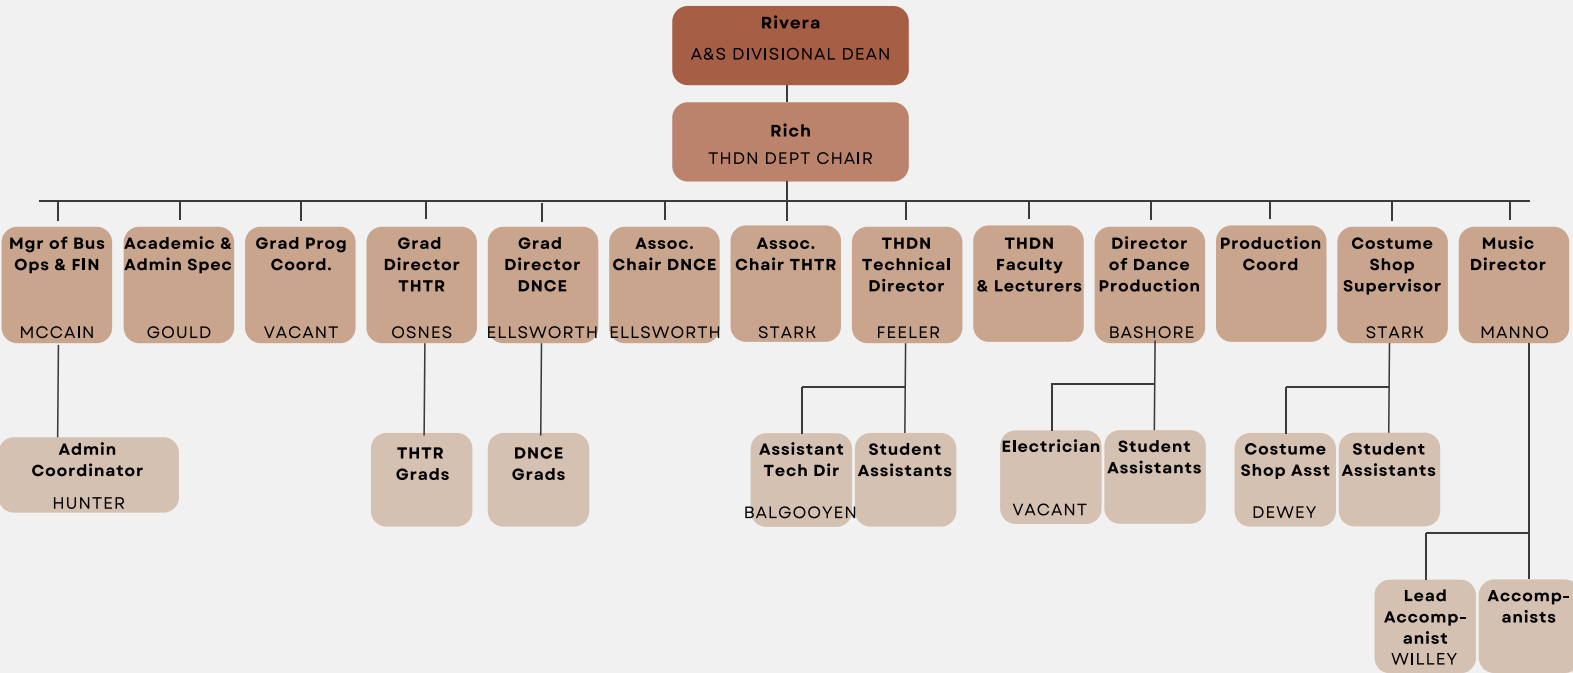 Rivera
A&S DIVISIONAL DEAN
Rich
THDN DEPT CHAIR
Mgr of Bus
Ops & FIN
MCCAIN
Academic &
Admin Spec
GOULD
Grad Prog
Coord.
VACANT
Grad
Director
THTR
OSNES
Grad
Director
DNCE
ELLSWORTH
Assoc.
Chair DNCE
ELLSWORTH
Assoc.
Chair THTR
STARK
THDN
Technical
Director
FEELER
THDN
Faculty
& Lecturers
Director
of Dance
Production
BASHORE
Production
Coord
Costume
Shop
Supervisor
STARK
Music
Director
MANNO
Admin
Coordinator
HUNTER
THTR
Grads
DNCE
Grads
Assistant
Tech Dir
BALGOOYEN
Student
Assistants
Electrician
VACANT
Student
Assistants
Costume
Shop Asst
DEWEY
Student
Assistants
Lead
Accomp-
anist
WILLEY
Accomp-
anists